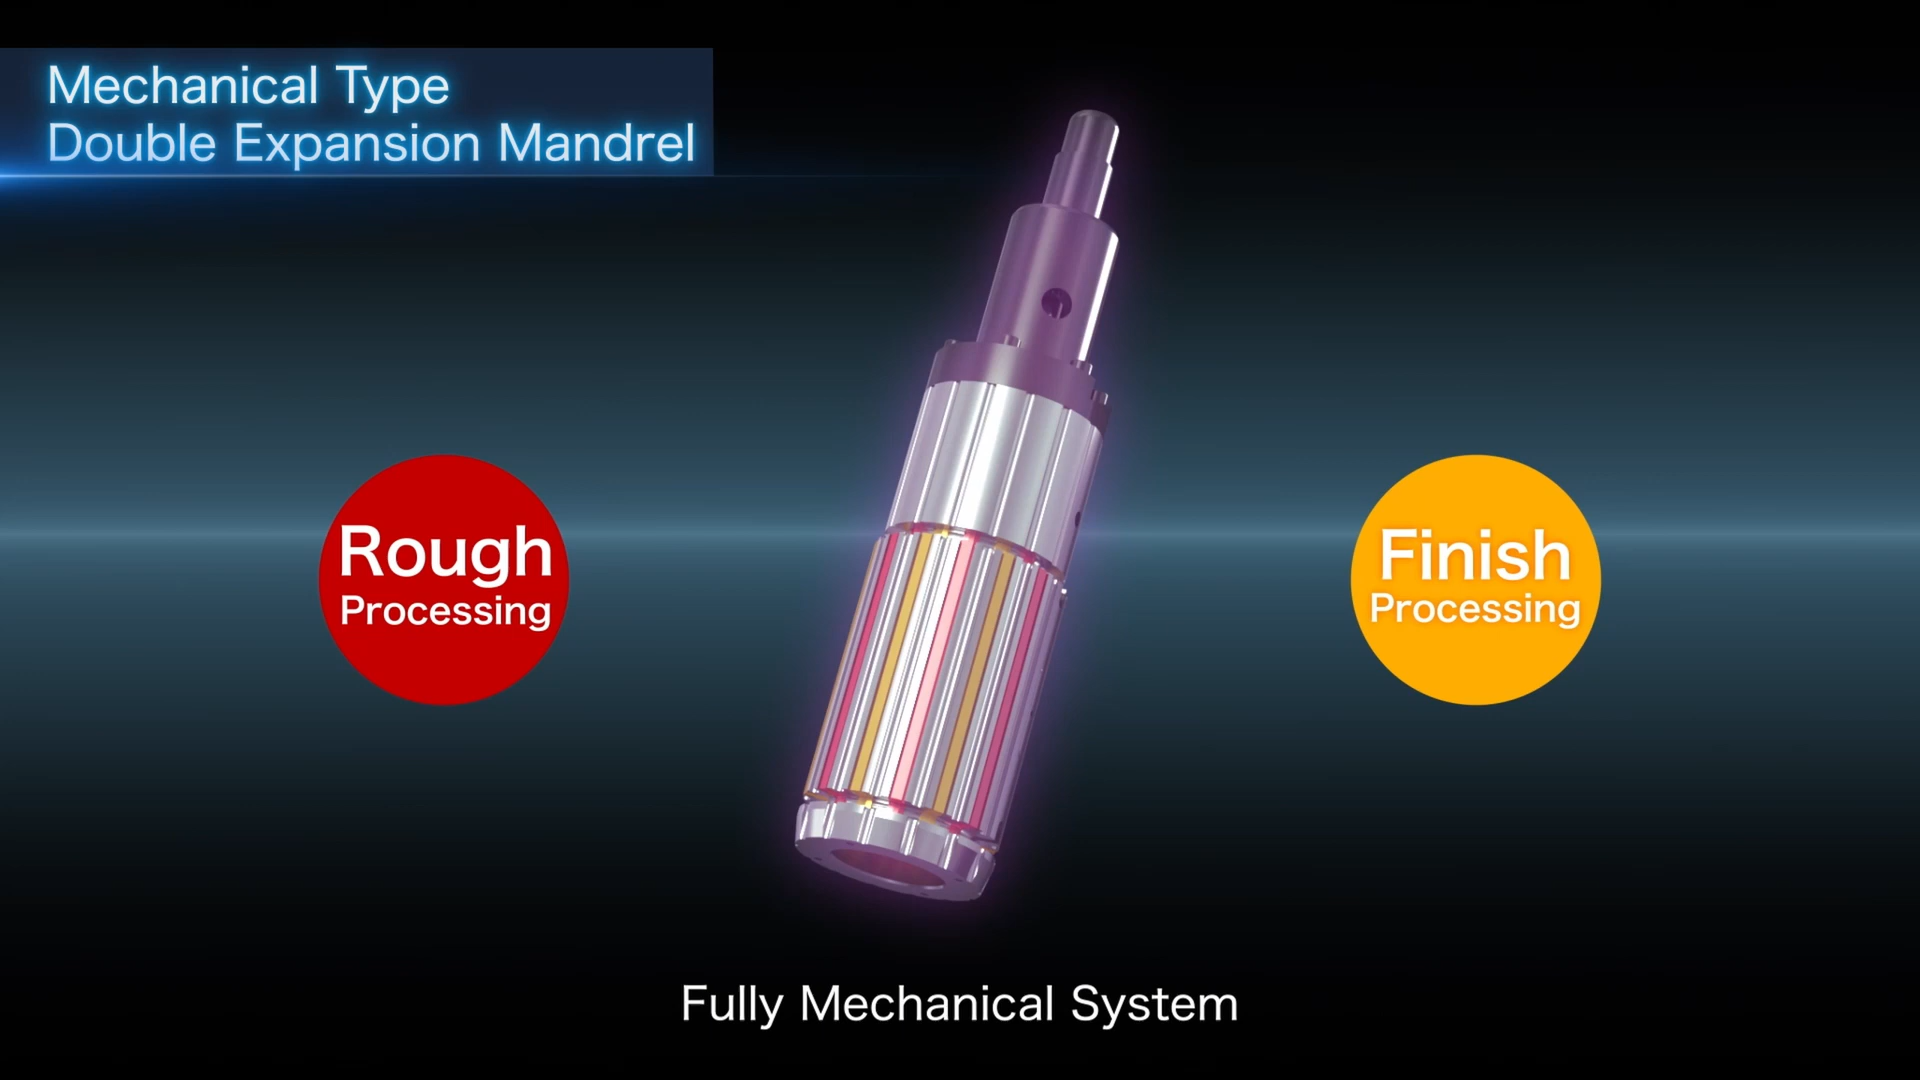 Mechanical Type
Double Expansion Mandrel
Rough
Processing
Finish
Processing
Fully Mechanical System